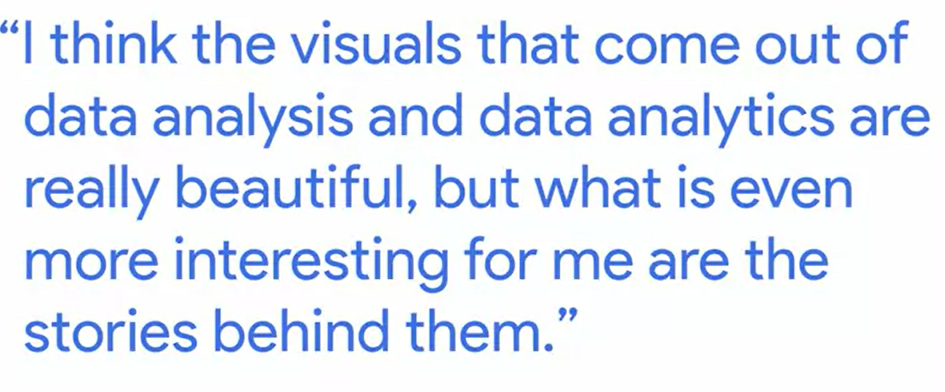 “I think the visuals that come out of
data analysis and data analytics are
really beautiful, but what is even
more interesting for me are the
stories behind them.”